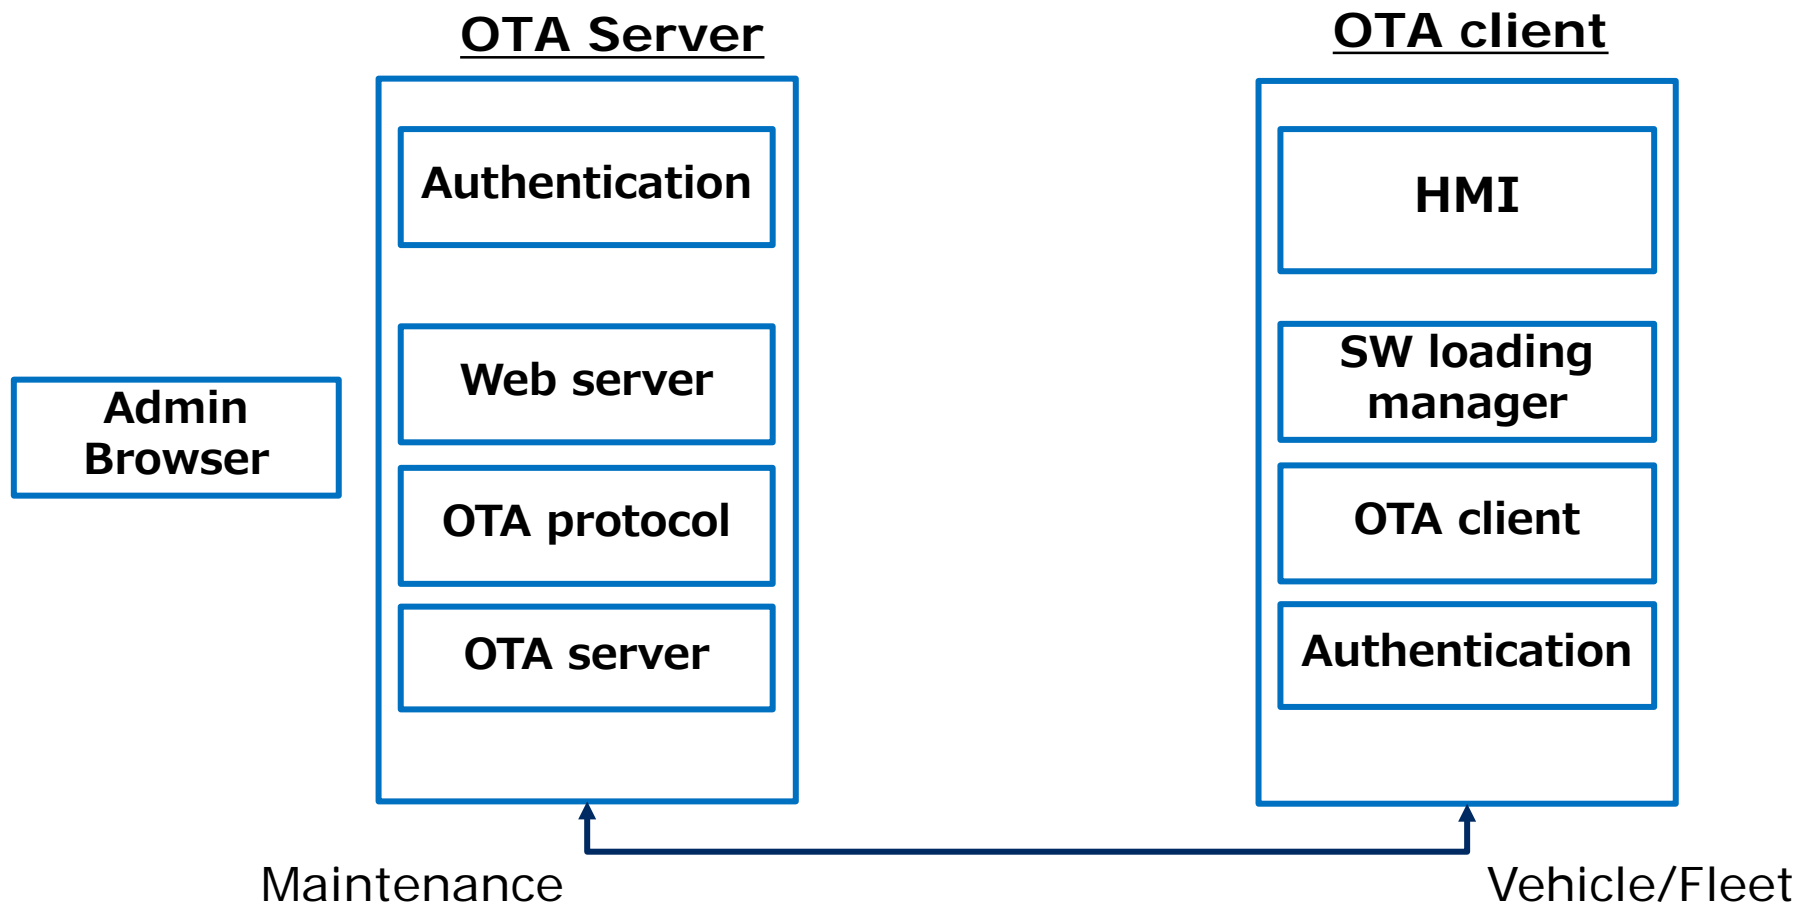 OTA Server
OTA client
Authentication
HMI
Web server
SW loading
manager
Admin
Browser
OTA protocol
OTA client
OTA server
Authentication
Maintenance
Vehicle/Fleet